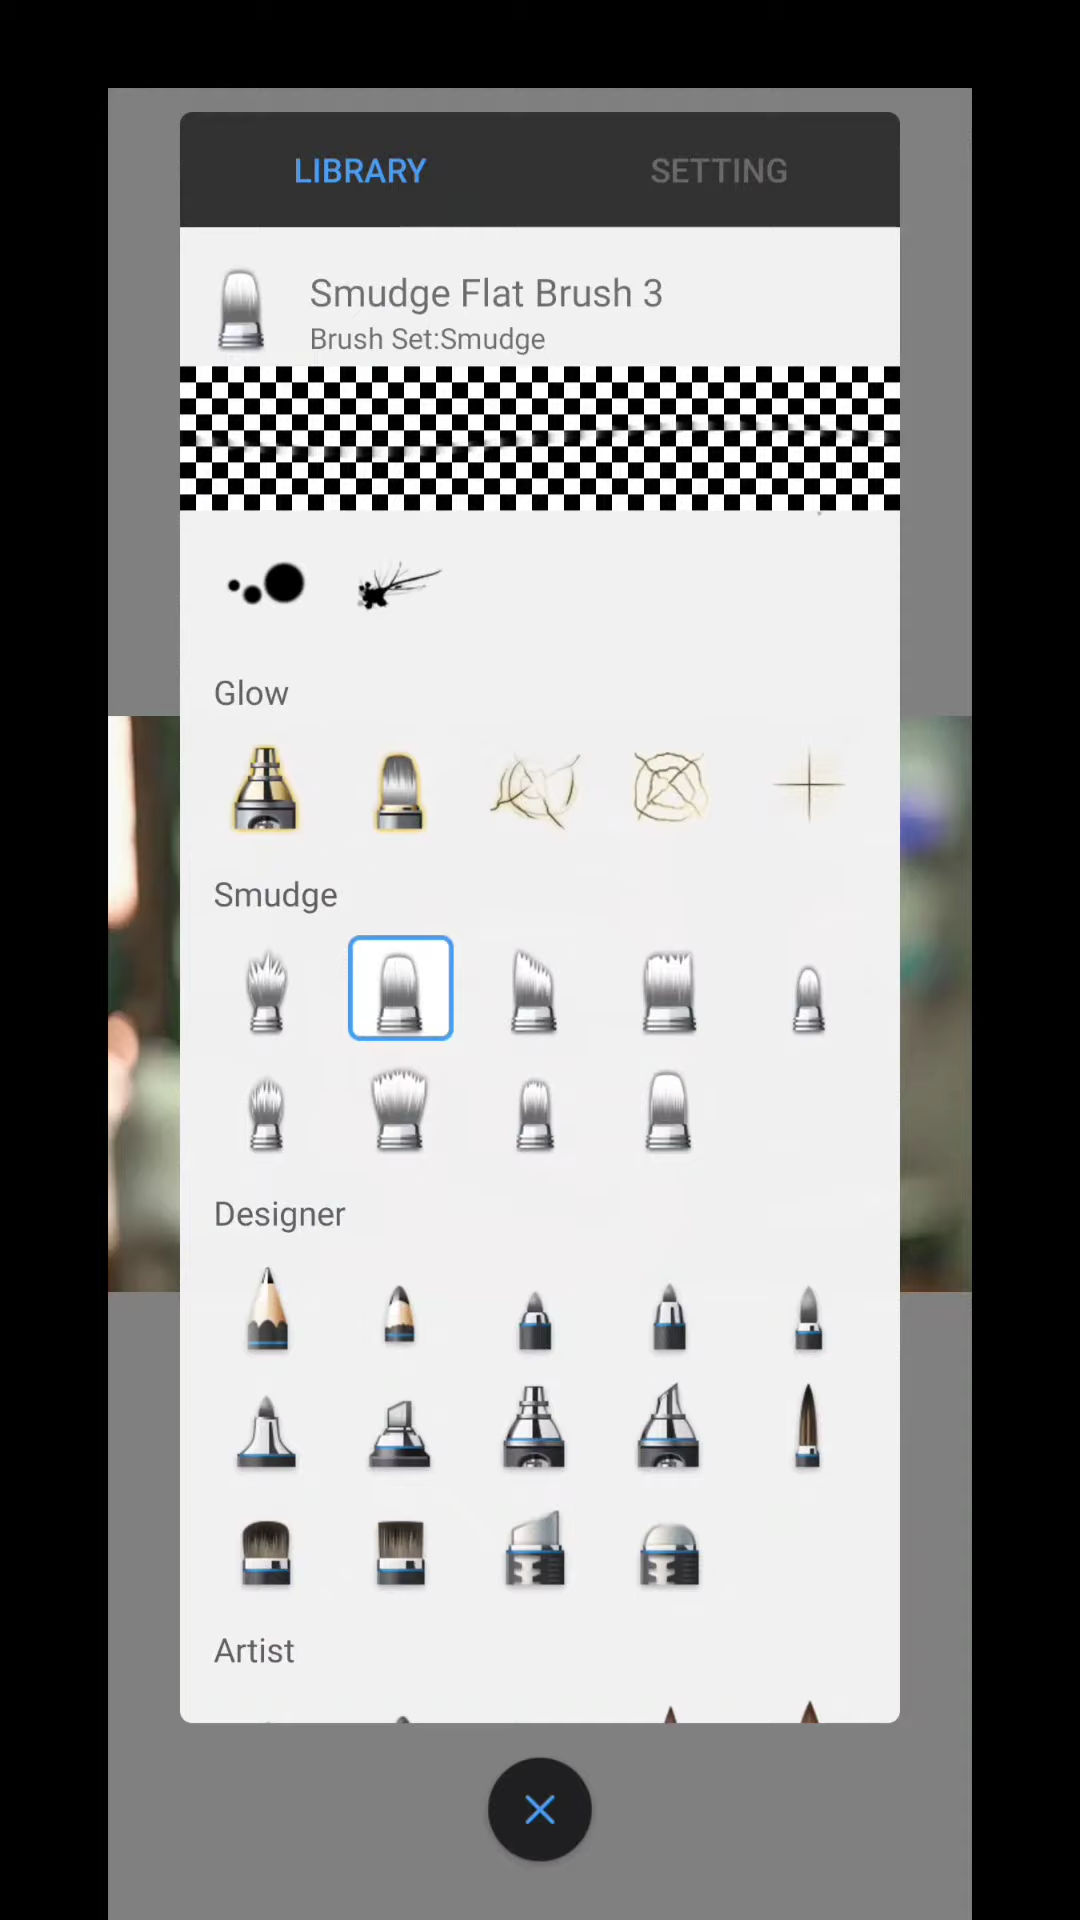 LIBRARY SETTING
Smudge Flat Brush 3
Brush Set:Smudge
Glow
Smudge
Designer
Artist